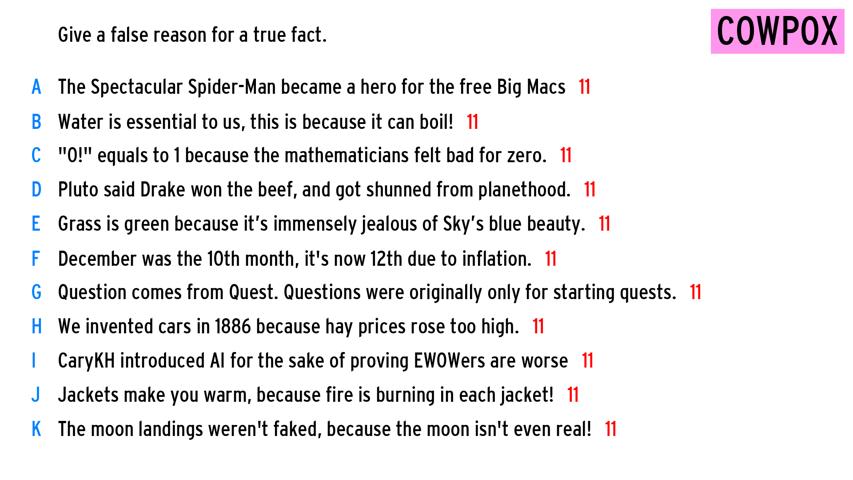 Give a false reason for a true fact.
COWPOX
A The Spectacular Spider-Man became a hero for the free Big Macs 11
B Water is essential to us, this is because it can boil! 11
C "0!" equals to 1 because the mathematicians felt bad for zero. 11
D Pluto said Drake won the beef, and got shunned from planethood. 11
E Grass is green because it’s immensely jealous of Sky’s blue beauty. 11
F December was the 10th month, it's now 12th due to inflation. 11
G Question comes from Quest. Questions were originally only for starting quests. 11
H We invented cars in 1886 because hay prices rose too high. 11
I CaryKH introduced AI for the sake of proving EWOWers are worse 11
J Jackets make you warm, because fire is burning in each jacket! 11
K The moon landings weren't faked, because the moon isn't even real! 11